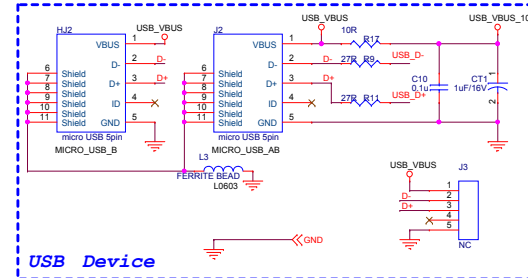 HJ2
USB_VBUS
VBUS 1
D- 2 D-
D+ 3 D+
ID 4
GND 5
6 Shield
7 Shield
8 Shield
9 Shield
10 Shield
11 Shield
micro USB 5pin
MICRO_USB_B
J2
USB_VBUS
VBUS 1
D- 2
D+ 3
ID 4
GND 5
6 Shield
7 Shield
8 Shield
9 Shield
10 Shield
11 Shield
micro USB 5pin
MICRO_USB_AB
10R R17
27R R9 USB_D-
27R R11 USB_D+
USB_VBUS_10
C10
0.1u
CT1
1uF/16V
1
2
L3
FERRITE BEAD
L0603
USB_VBUS
J3
1
D- 2
D+ 3
4
5
NC
GND
USB Device